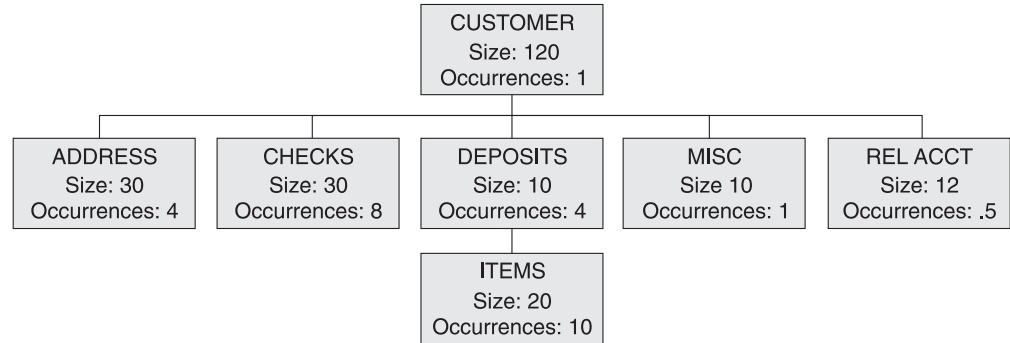 CUSTOMER
Size: 120
Occurrences: 1
ADDRESS
Size: 30
Occurrences: 4
CHECKS
Size: 30
Occurrences: 8
DEPOSITS
Size: 10
Occurrences: 4
MISC
Size 10
Occurrences: 1
REL ACCT
Size: 12
Occurrences: .5
ITEMS
Size: 20
Occurrences: 10